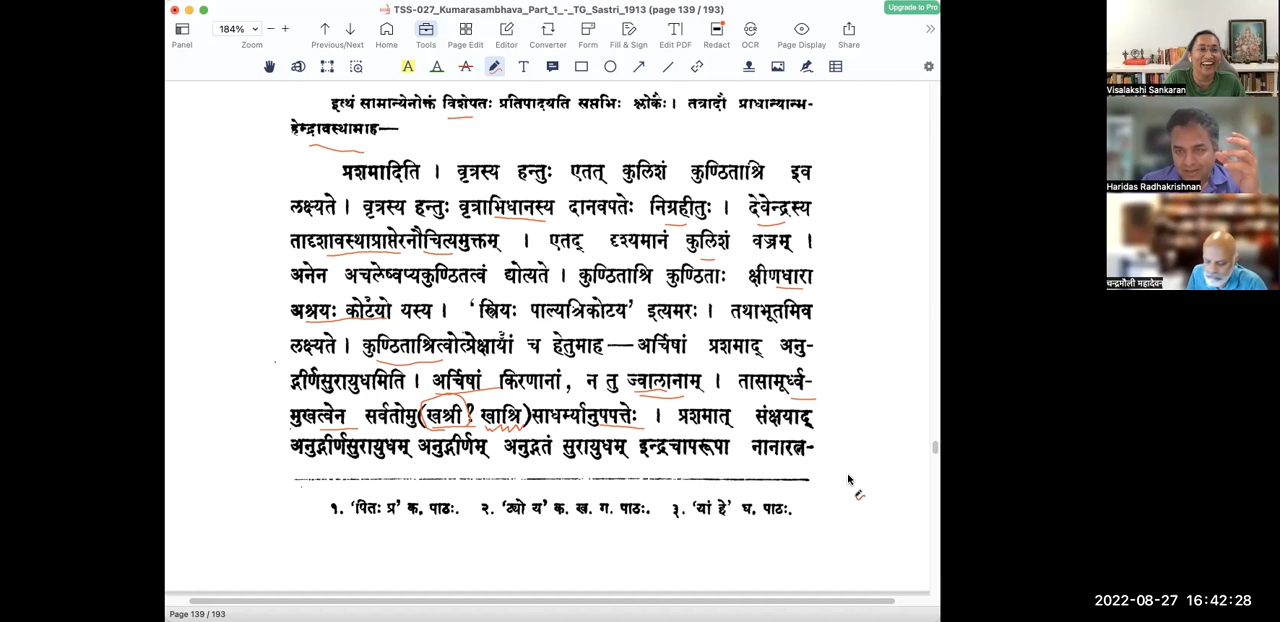 TSS-027_Kumarasambhava_Part_1_-_TG_Sastri_1913 (page 139 / 193)
Upgrade to Pro
184%
Panel Zoom Previous/Next Home Tools Page Edit Editor Converter Form Fill & Sign Edit PDF Redact OCR Page Display Share
इत्थं सामान्येनोक्तं विशेषतः प्रतिपादयति सप्तभिः श्लोकैः। तत्रादौ प्राधान्यान्म-
हेन्द्रावस्थामाह—
प्रशमादिति । वृत्रस्य हन्तुः एतत् कुलिशं कुण्ठिताश्रि इव
लक्ष्यते । वृत्रस्य हन्तुः वृत्राभिधानस्य दानवपतेः निग्रहीतुः । देवेन्द्रस्य
तादृशावस्थाप्राप्तेरनौचित्यमुक्तम् । एतद् दृश्यमानं कुलिशं वज्रम् ।
अनेन अचलेष्वप्यकुण्ठितत्वं द्योत्यते । कुण्ठिताश्रि कुण्ठिताः क्षीणधारा
अश्रयः कोटयो यस्य । ‘स्त्रियः पाल्यश्रिकोटय’ इत्यमरः । तथाभूतमिव
लक्ष्यते । कुण्ठिताश्रित्वोत्प्रेक्षायां च हेतुमाह—अर्चिषां प्रशमाद् अनु-
द्गीर्णसुरायुधमिति । अर्चिषां किरणानां, न तु ज्वालानाम् । तासामूर्ध्व-
मुखत्वेन सर्वतोमु(खश्री? खाश्रि)साधर्म्यानुपपत्तेः । प्रशमात् संक्षयाद्
अनुद्गीर्णसुरायुधम् अनुद्गीर्णम् अनुद्गतं सुरायुधम् इन्द्रचापरूपा नानारत्न-
१. ‘पितः प्र’ क. पाठः. २. ‘ट्यो य’ क. ख. ग. पाठः. ३. ‘यां हे’ घ. पाठः.
Page 139 / 193
Visalakshi Sankaran
Haridas Radhakrishnan
चन्द्रमौली महादेवन
2022-08-27 16:42:28